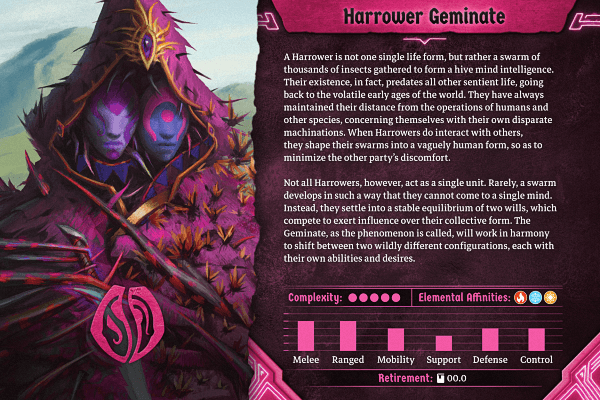 Harrower Geminate
A Harrower is not one single life form, but rather a swarm of
thousands of insects gathered to form a hive mind intelligence.
Their existence, in fact, predates all other sentient life, going
back to the volatile early ages of the world. They have always
maintained their distance from the operations of humans and
other species, concerning themselves with their own disparate
machinations. When Harrowers do interact with others,
they shape their swarms into a vaguely human form, so as to
minimize the other party's discomfort.
Not all Harrowers, however, act as a single unit. Rarely, a swarm
develops in such a way that they cannot come to a single mind.
Instead, they settle into a stable equilibrium of two wills, which
compete to exert influence over their collective form. The
Geminate, as the phenomenon is called, will work in harmony
to shift between two wildly different configurations, each with
their own abilities and desires.
Complexity: Elemental Affinities:
Melee Ranged Mobility Support Defense Control
Retirement: 00.0